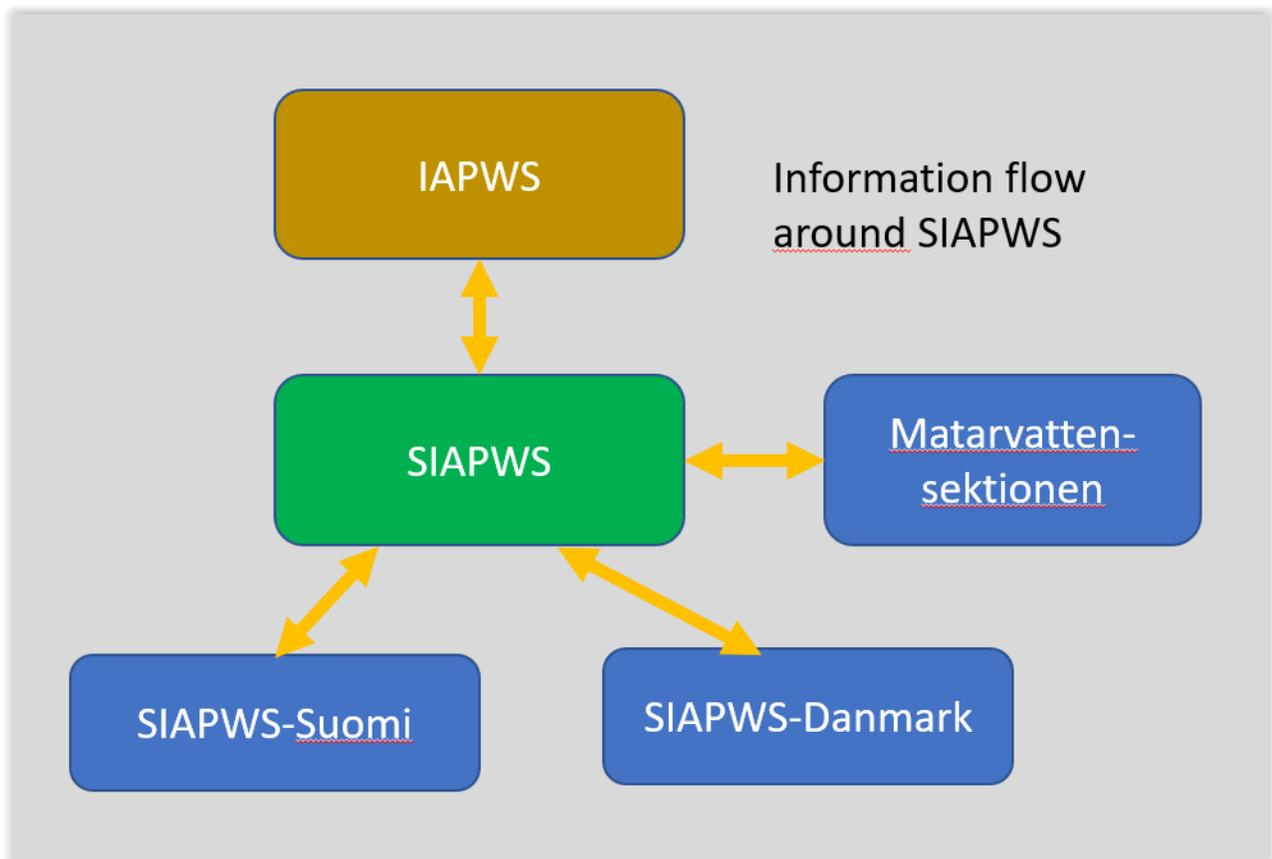 IAPWS
Information flow
around SIAPWS
SIAPWS
Matarvatten-
sektionen
SIAPWS-Suomi
SIAPWS-Danmark